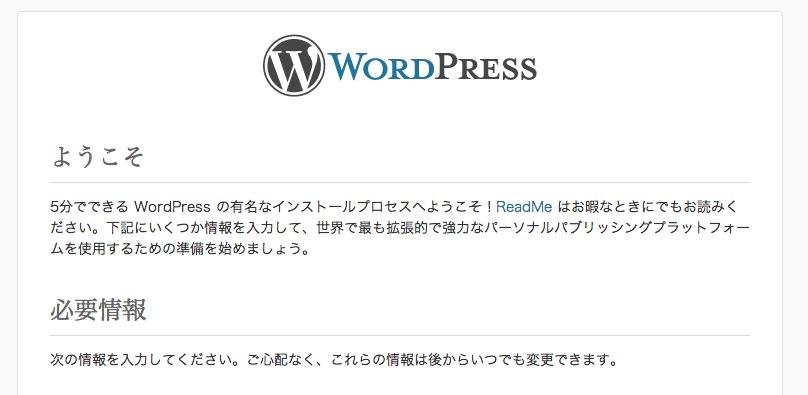 WORDPRESS
ようこそ
5分でできる WordPress の有名なインストールプロセスへようこそ！ReadMe はお暇なときにでもお読みく
ださい。下記にいくつか情報を入力して、世界で最も拡張的で強力なパーソナルパブリッシングプラットフォー
ムを使用するための準備を始めましょう。
必要情報
次の情報を入力してください。ご心配なく、これらの情報は後からいつでも変更できます。